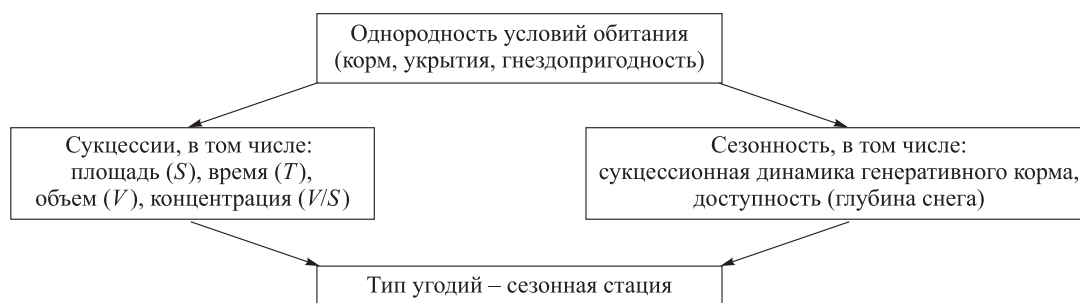 Однородность условий обитания
(корм, укрытия, гнездопригодность)
Сукцессии, в том числе:
площадь (S), время (T),
объем (V), концентрация (V/S)
Сезонность, в том числе:
сукцессионная динамика генеративного корма,
доступность (глубина снега)
Тип угодий – сезонная стация